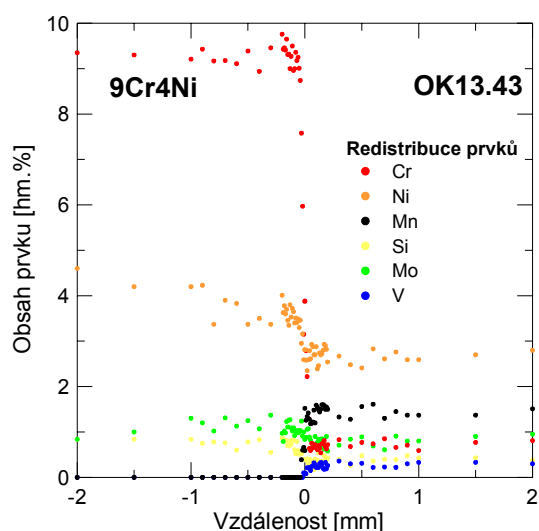 10
8
6
4
2
0
9Cr4Ni
OK13.43
Redistribuce prvků
Cr
Ni
Mn
Si
Mo
V
Obsah prvku [hm.%]
-2
-1
0
1
2
Vzdálenost [mm]